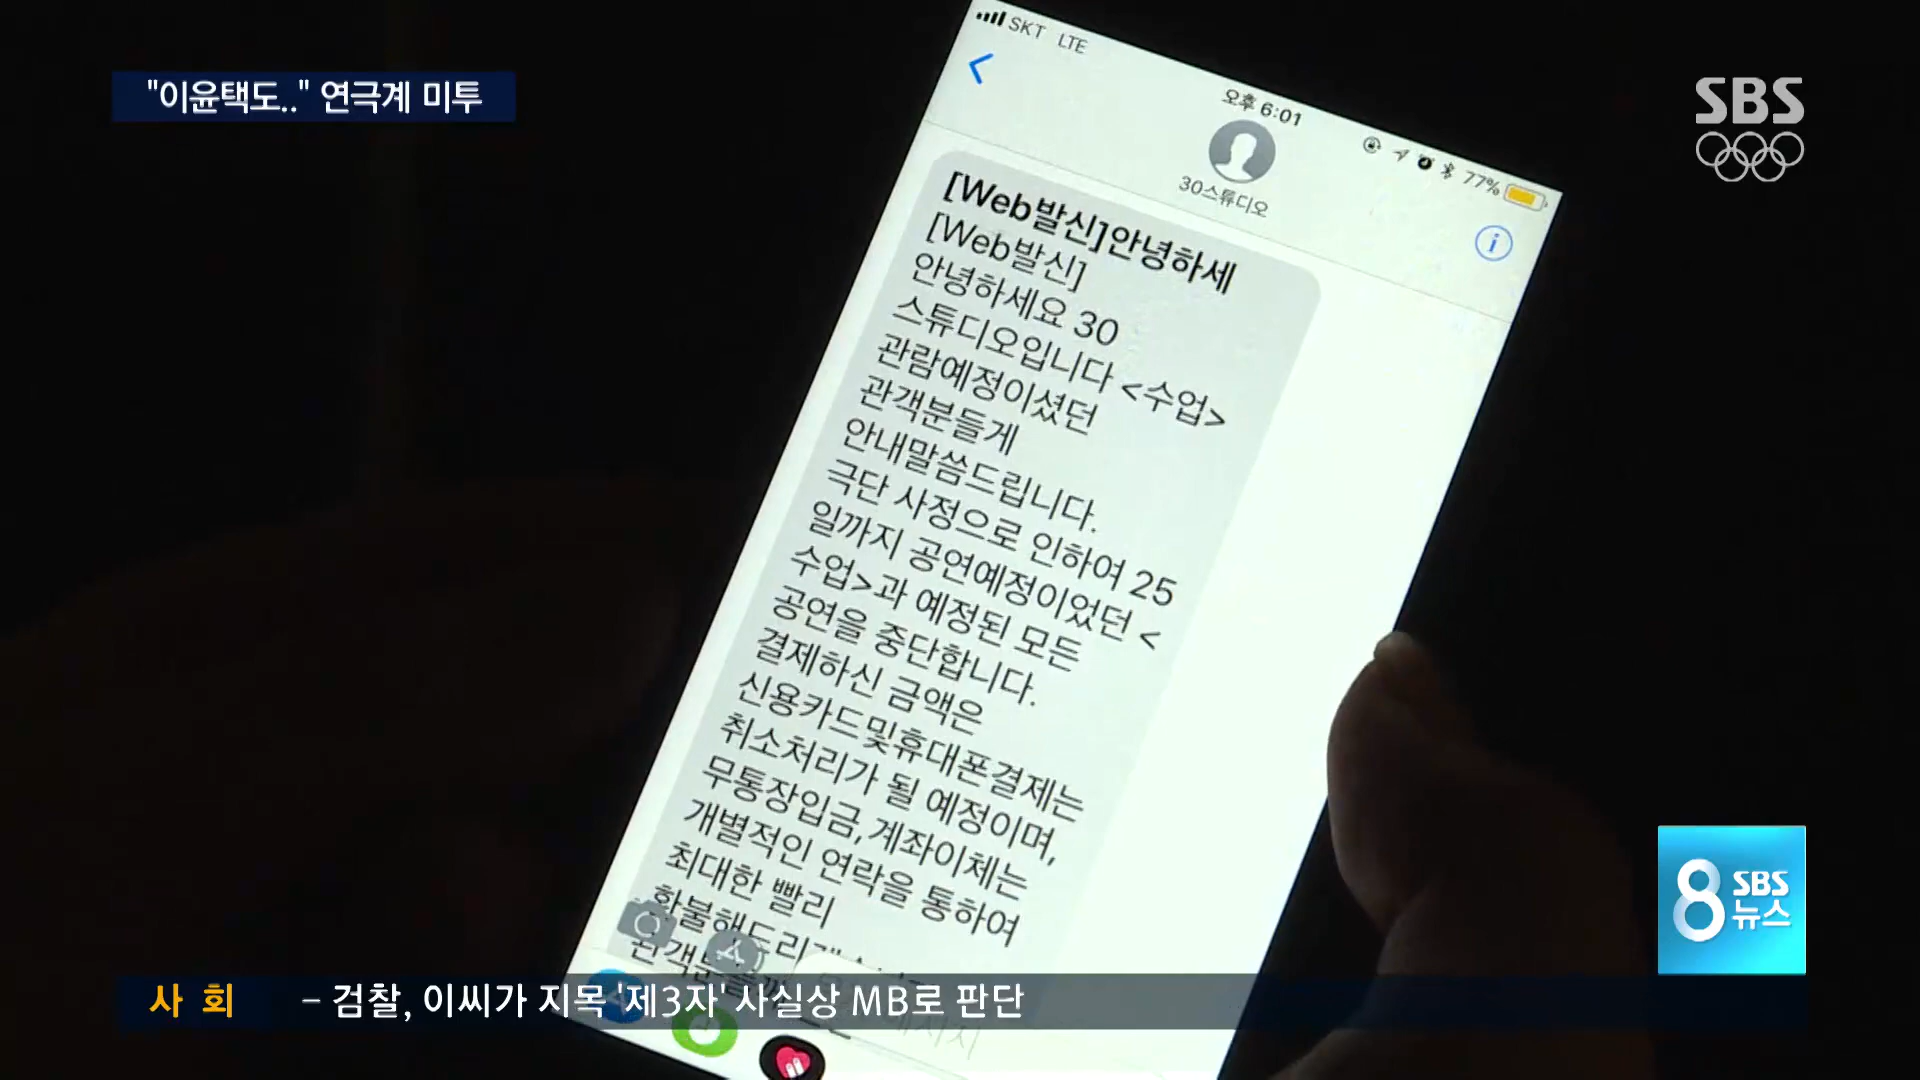 "이윤택도.." 연극계 미투
SBS
SKT LTE
오후 6:01
77%
30스튜디오
[Web발신]안녕하세
[Web발신]
안녕하세요 30
스튜디오입니다 <수업>
관람예정이셨던
관객분들게
안내말씀드립니다.
극단 사정으로 인하여 25
일까지 공연예정이었던 <
수업>과 예정된 모든
공연을 중단합니다.
결제하신 금액은
신용카드및휴대폰결제는
취소처리가 될 예정이며,
무통장입금,계좌이체는
개별적인 연락을 통하여
최대한 빨리
8 SBS
뉴스
사 회 – 검찰, 이씨가 지목 '제3자' 사실상 MB로 판단